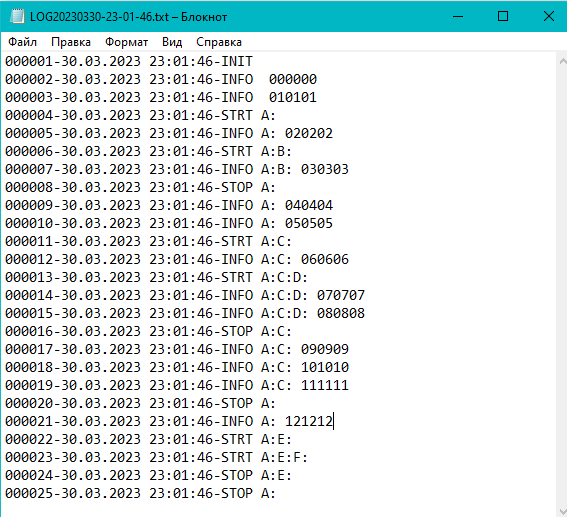 LOG20230330-23-01-46.txt – Блокнот
Файл Правка Формат Вид Справка
000001-30.03.2023 23:01:46-INIT
000002-30.03.2023 23:01:46-INFO  000000
000003-30.03.2023 23:01:46-INFO  010101
000004-30.03.2023 23:01:46-STRT A:
000005-30.03.2023 23:01:46-INFO A: 020202
000006-30.03.2023 23:01:46-STRT A:B:
000007-30.03.2023 23:01:46-INFO A:B: 030303
000008-30.03.2023 23:01:46-STOP A:
000009-30.03.2023 23:01:46-INFO A: 040404
000010-30.03.2023 23:01:46-INFO A: 050505
000011-30.03.2023 23:01:46-STRT A:C:
000012-30.03.2023 23:01:46-INFO A:C: 060606
000013-30.03.2023 23:01:46-STRT A:C:D:
000014-30.03.2023 23:01:46-INFO A:C:D: 070707
000015-30.03.2023 23:01:46-INFO A:C:D: 080808
000016-30.03.2023 23:01:46-STOP A:C:
000017-30.03.2023 23:01:46-INFO A:C: 090909
000018-30.03.2023 23:01:46-INFO A:C: 101010
000019-30.03.2023 23:01:46-INFO A:C: 111111
000020-30.03.2023 23:01:46-STOP A:
000021-30.03.2023 23:01:46-INFO A: 121212
000022-30.03.2023 23:01:46-STRT A:E:
000023-30.03.2023 23:01:46-STRT A:E:F:
000024-30.03.2023 23:01:46-STOP A:E:
000025-30.03.2023 23:01:46-STOP A: